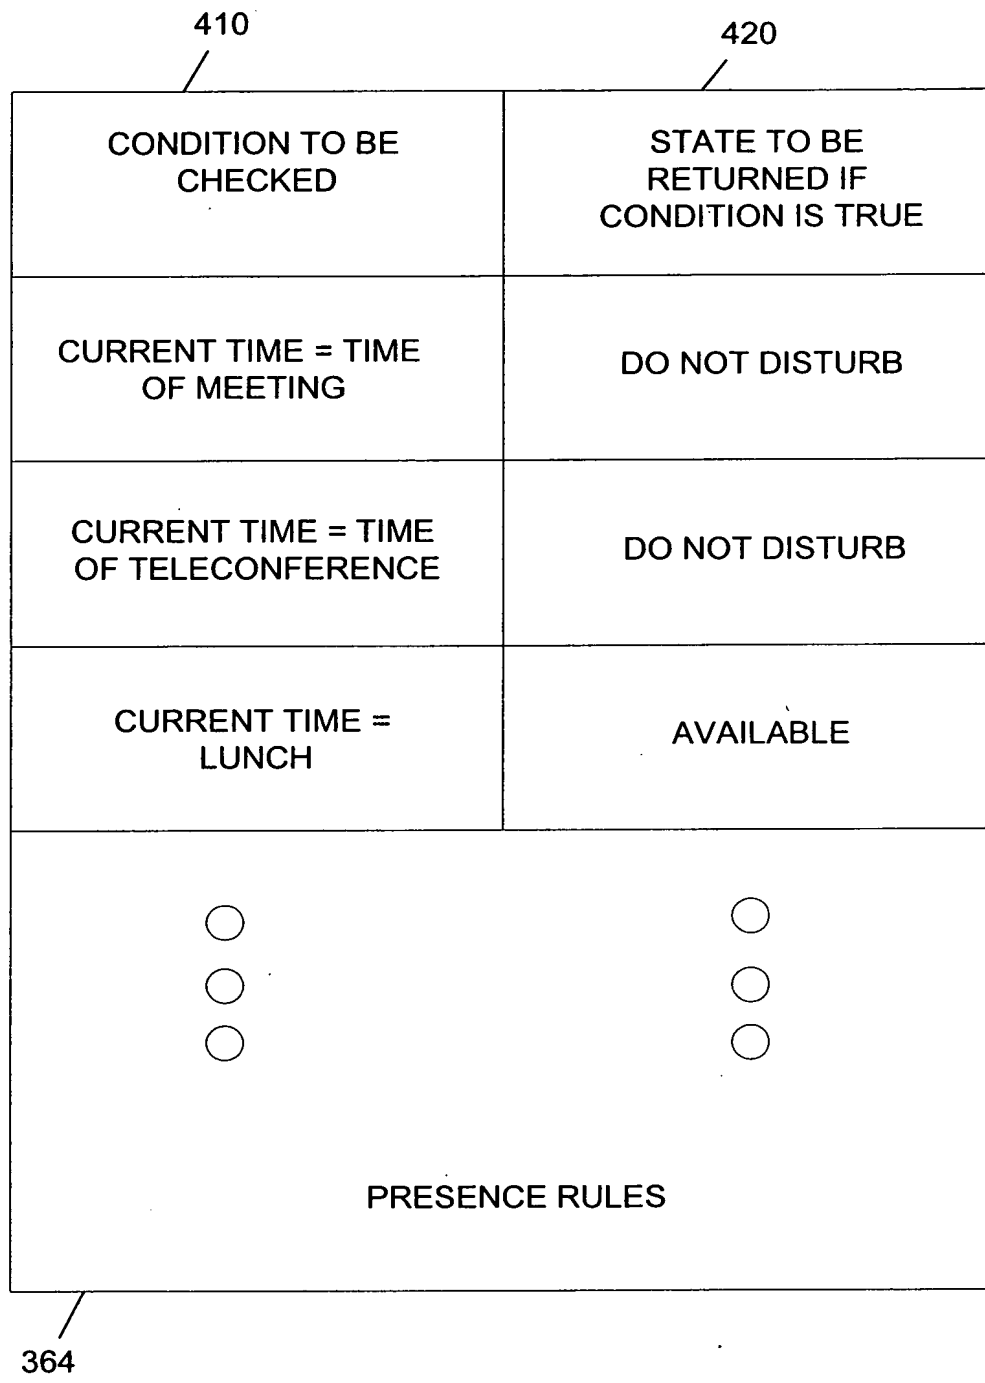 410
420
CONDITION TO BE
CHECKED
STATE TO BE
RETURNED IF
CONDITION IS TRUE
CURRENT TIME = TIME
OF MEETING
DO NOT DISTURB
CURRENT TIME = TIME
OF TELECONFERENCE
DO NOT DISTURB
CURRENT TIME =
LUNCH
AVAILABLE
PRESENCE RULES
364